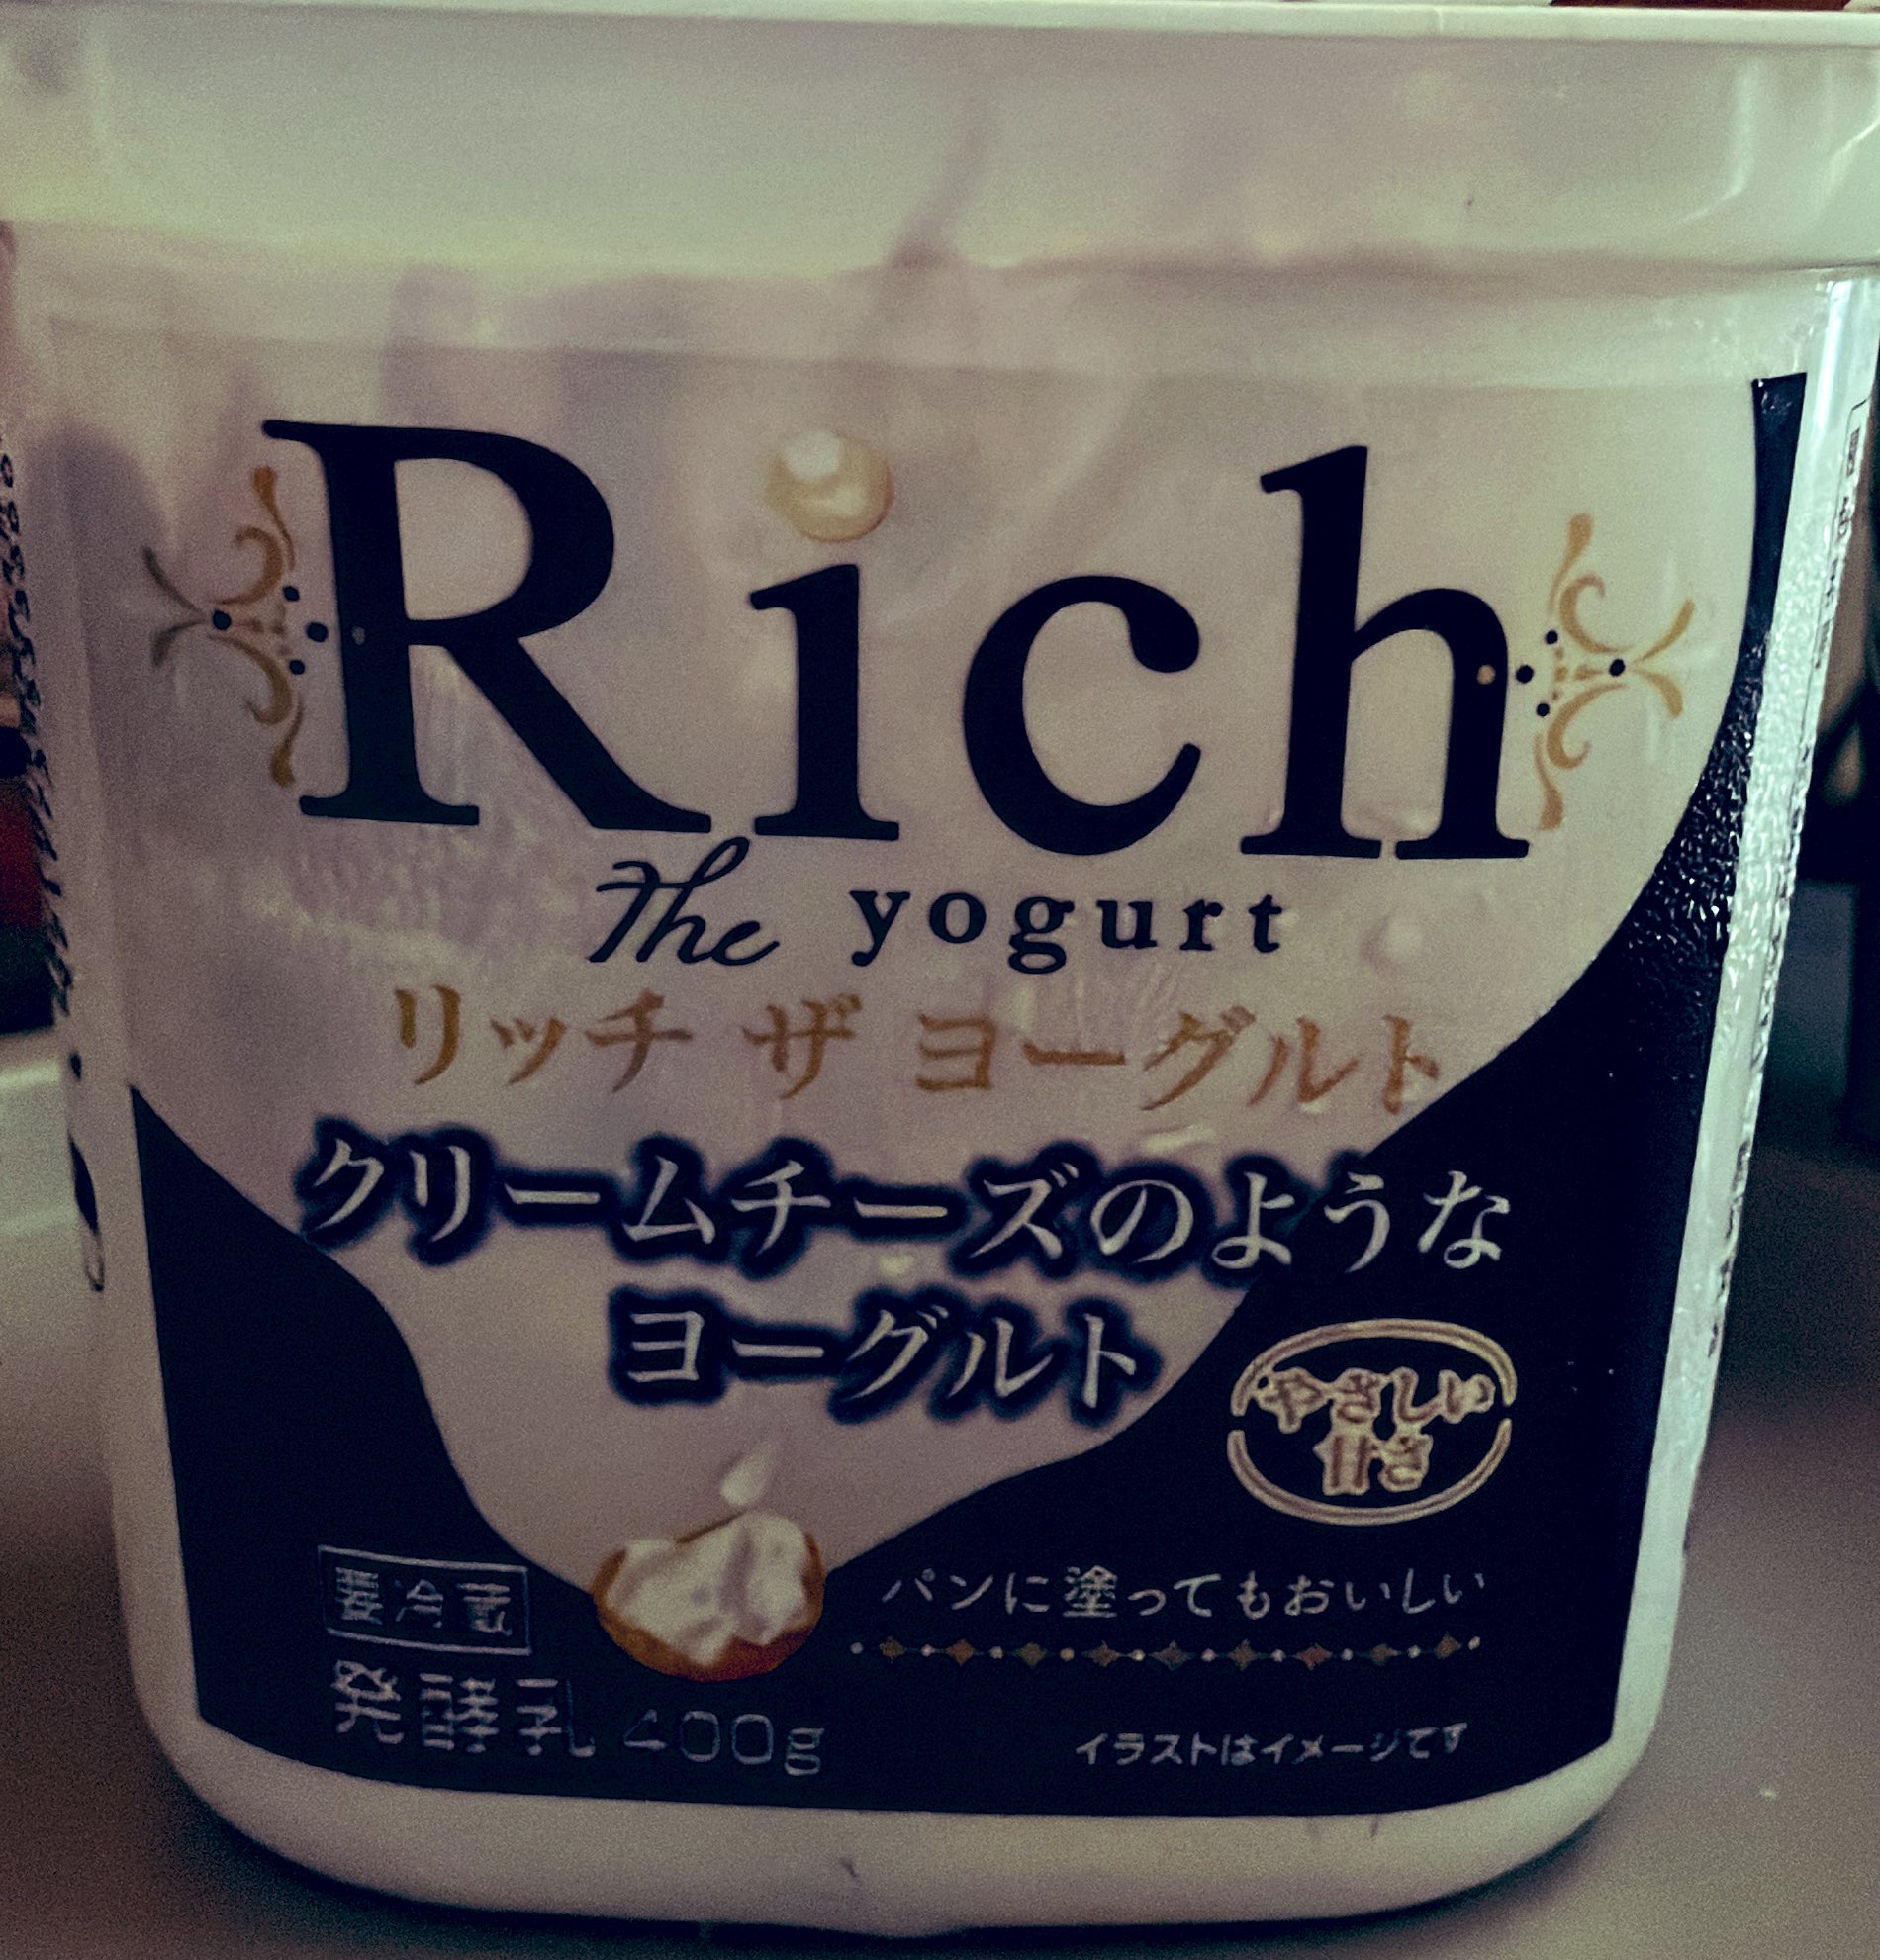 Rich
The yogurt
リッチ ザ ヨーグルト
クリームチーズのような
ヨーグルト
やさしい
甘さ
パンに塗ってもおいしい
要冷蔵
発酵乳 400g
イラストはイメージです